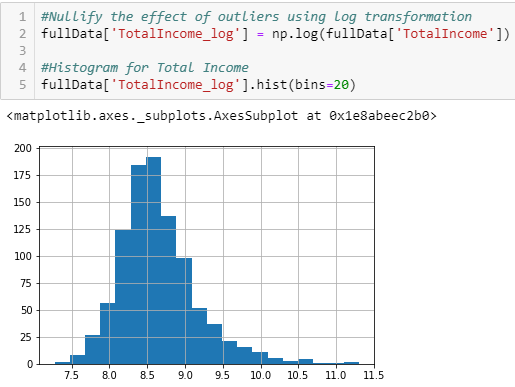 1 #Nullify the effect of outliers using log transformation
2 fullData['TotalIncome_log'] = np.log(fullData['TotalIncome'])
3
4 #Histogram for Total Income
5 fullData['TotalIncome_log'].hist(bins=20)
<matplotlib.axes._subplots.AxesSubplot at 0x1e8abeec2b0>
200
175
150
125
100
75
50
25
0
7.5 8.0 8.5 9.0 9.5 10.0 10.5 11.0 11.5